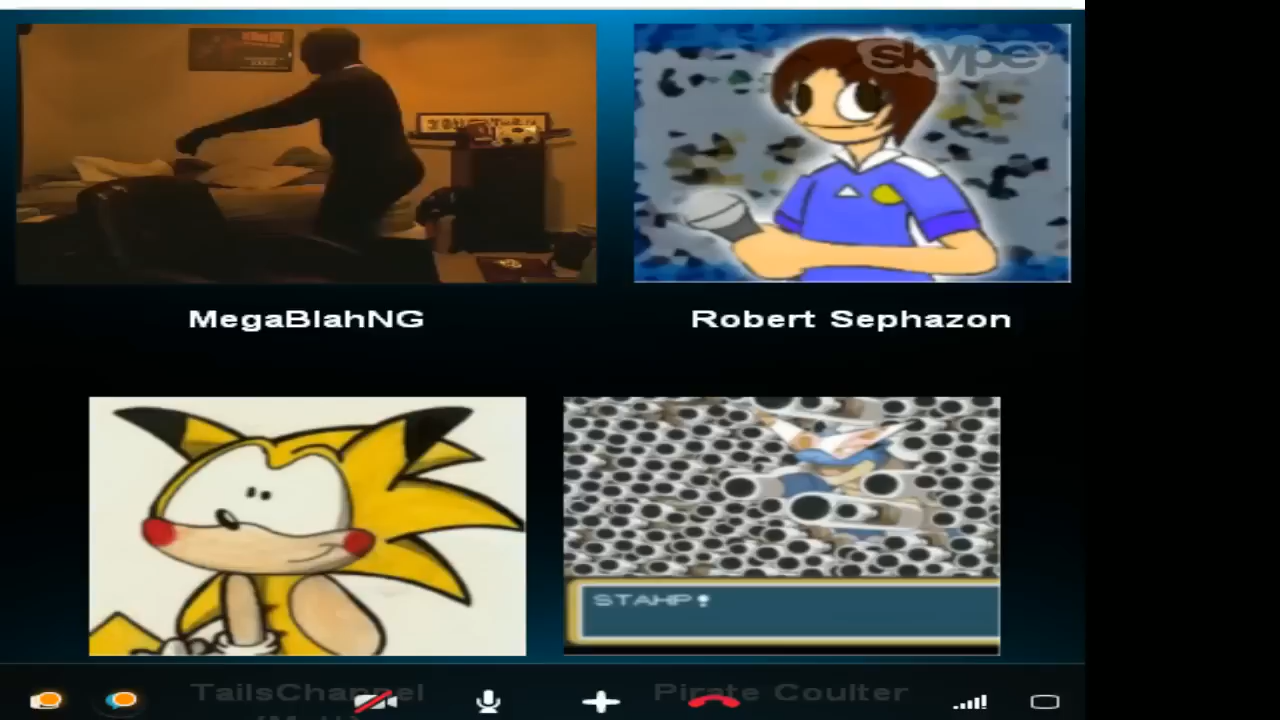 skype
MegaBlahNG
Robert Sephazon
STAHP!
TailsChannel
Pirate Coulter